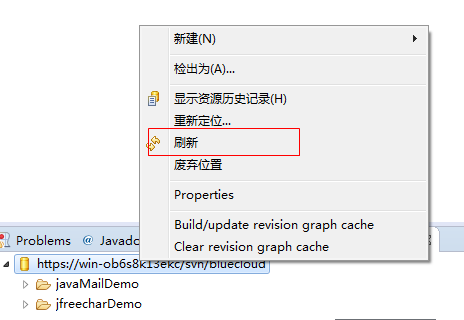 新建(N)
检出为(A)...
显示资源历史记录(H)
重新定位...
刷新
废弃位置
Properties
Build/update revision graph cache
Clear revision graph cache
Problems @ Javadoc
https://win-ob6s8k13ekc/svn/bluecloud
javaMailDemo
jfreecharDemo